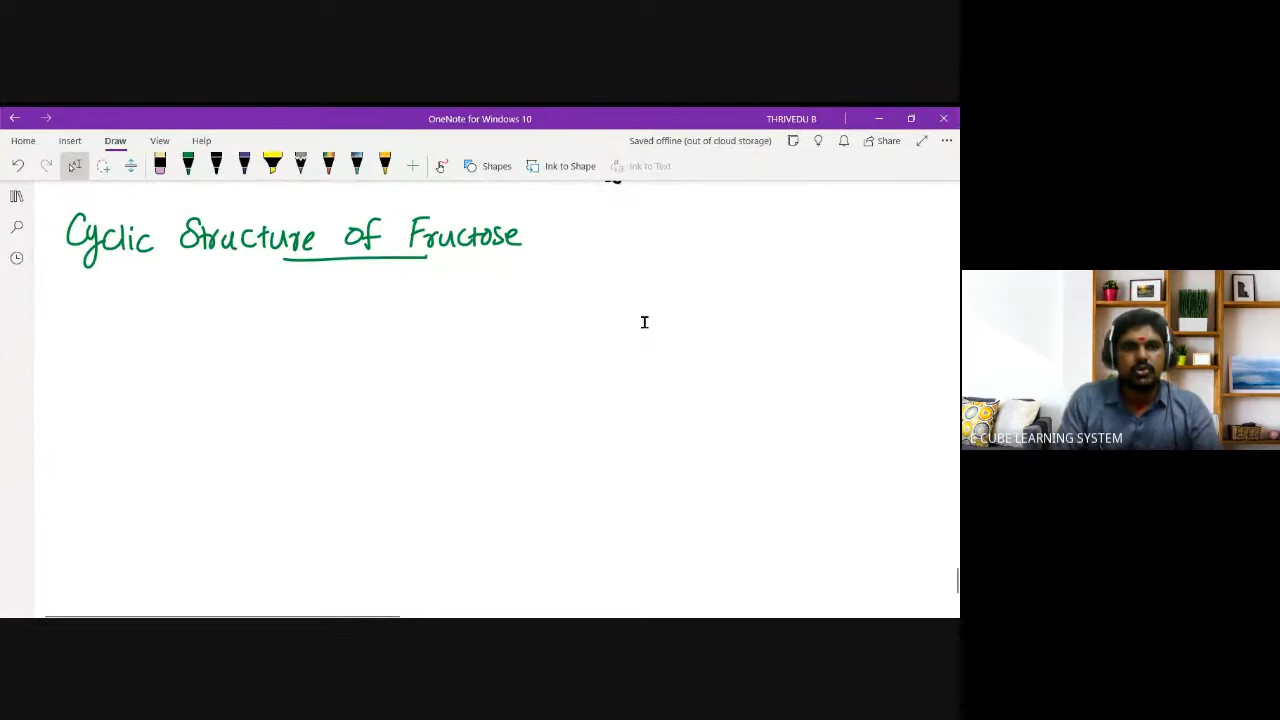 OneNote for Windows 10
THRIVEDU B
Home Insert Draw View Help
Saved offline (out of cloud storage)
Share
Shapes Ink to Shape Ink to Text
Cyclic Structure of Fructose
E CUBE LEARNING SYSTEM